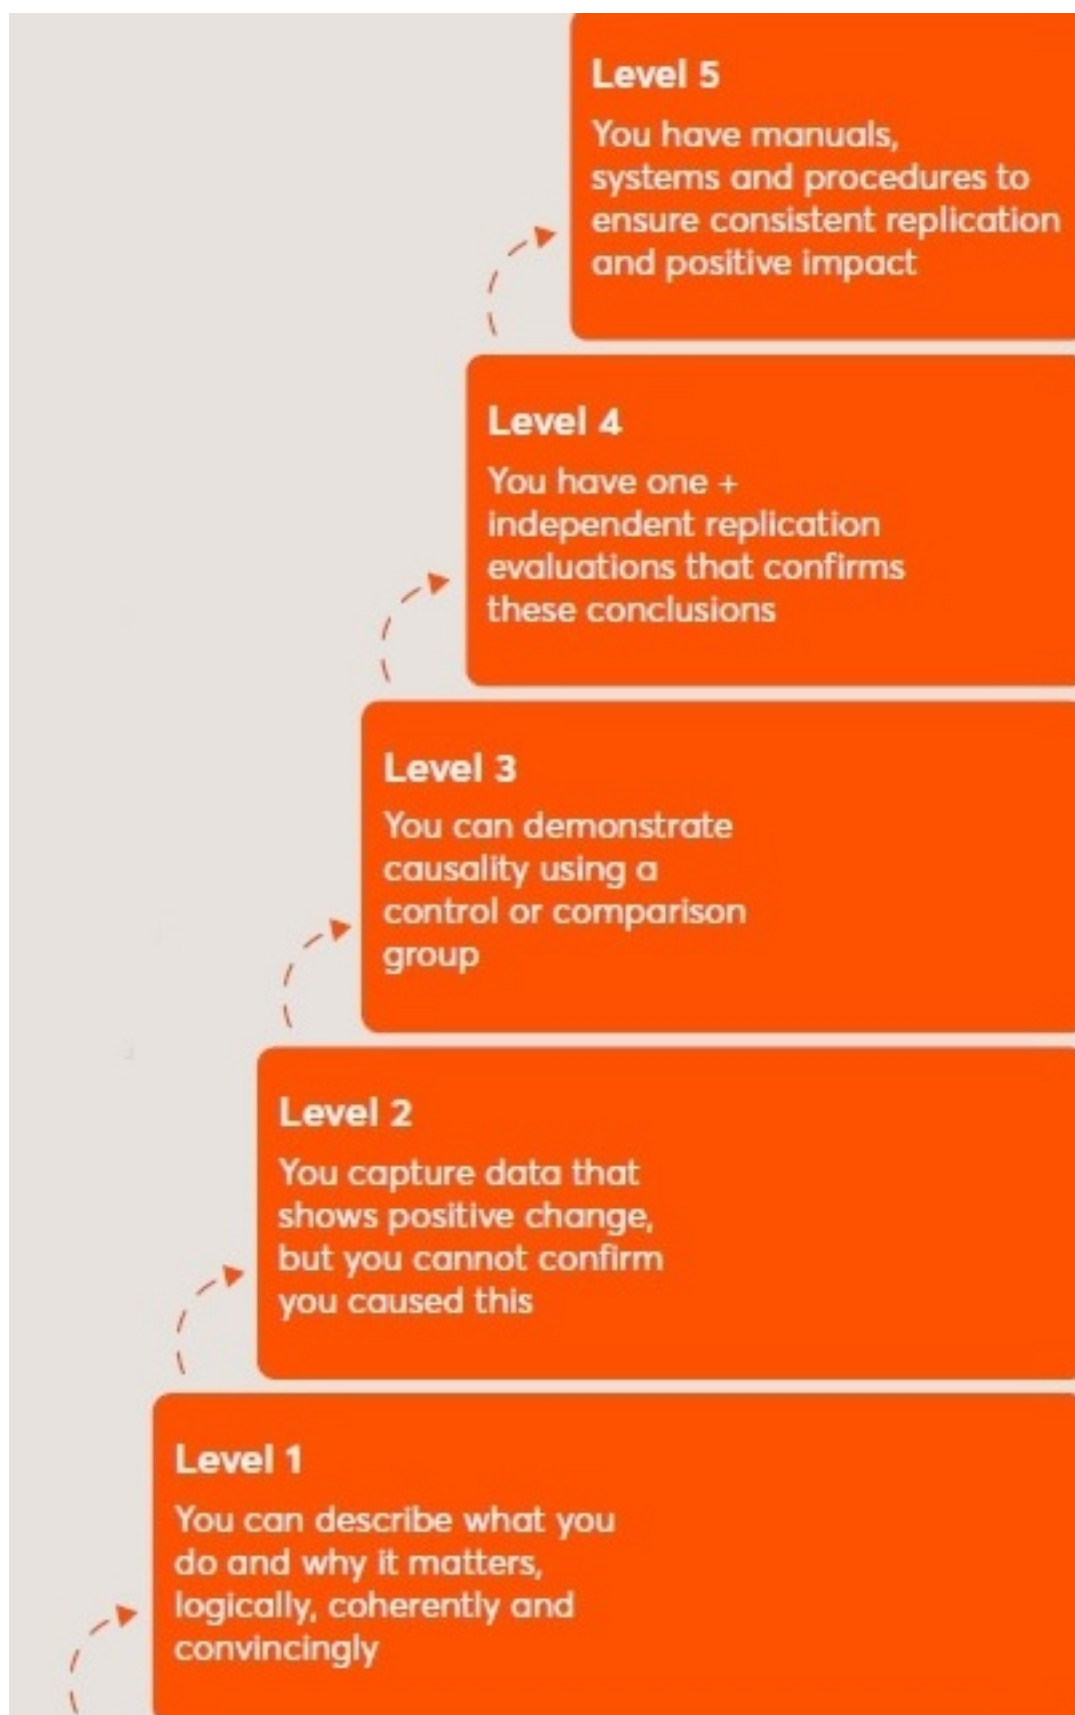 Level 5
You have manuals,
systems and procedures to
ensure consistent replication
and positive impact
Level 4
You have one +
independent replication
evaluations that confirms
these conclusions
Level 3
You can demonstrate
causality using a
control or comparison
group
Level 2
You capture data that
shows positive change,
but you cannot confirm
you caused this
Level 1
You can describe what you
do and why it matters,
logically, coherently and
convincingly